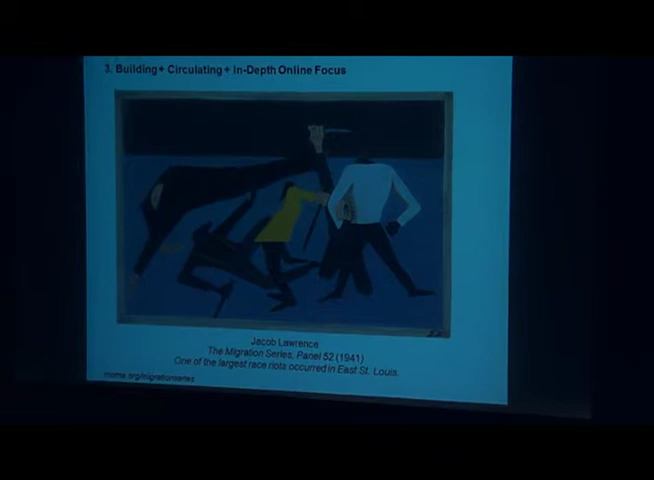 3. Building+ Circulating+ In-Depth Online Focus
Jacob Lawrence
The Migration Series, Panel 52 (1941)
One of the largest race riots occurred in East St. Louis.
moma.org/migrationseries